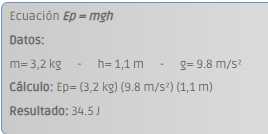 Ecuación Ep = mgh
Datos:
m= 3,2 kg - h= 1,1 m - g= 9.8 m/s²
Cálculo: Ep= (3,2 kg) (9.8 m/s²) (1,1 m)
Resultado: 34.5 J